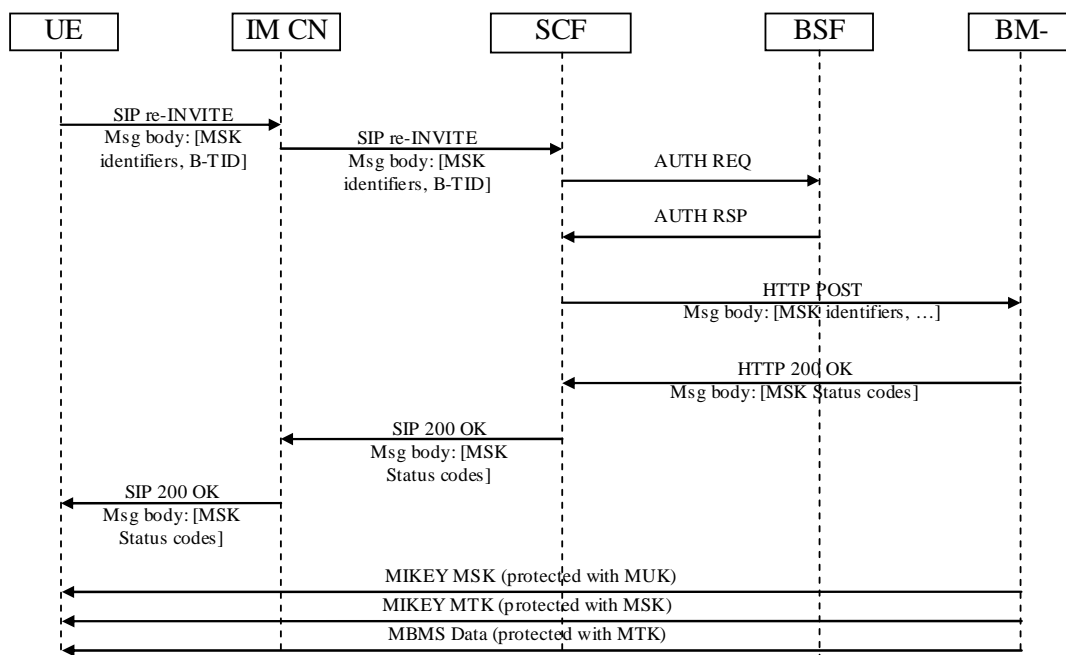 UE
IM CN
SCF
BSF
BM-
SIP re-INVITE
Msg body: [MSK
identifiers, B-TID]
SIP re-INVITE
Msg body: [MSK
identifiers, B-TID]
AUTH REQ
AUTH RSP
HTTP POST
Msg body: [MSK identifiers, …]
HTTP 200 OK
Msg body: [MSK Status codes]
SIP 200 OK
Msg body: [MSK
Status codes]
SIP 200 OK
Msg body: [MSK
Status codes]
MIKEY MSK (protected with MUK)
MIKEY MTK (protected with MSK)
MBMS Data (protected with MTK)